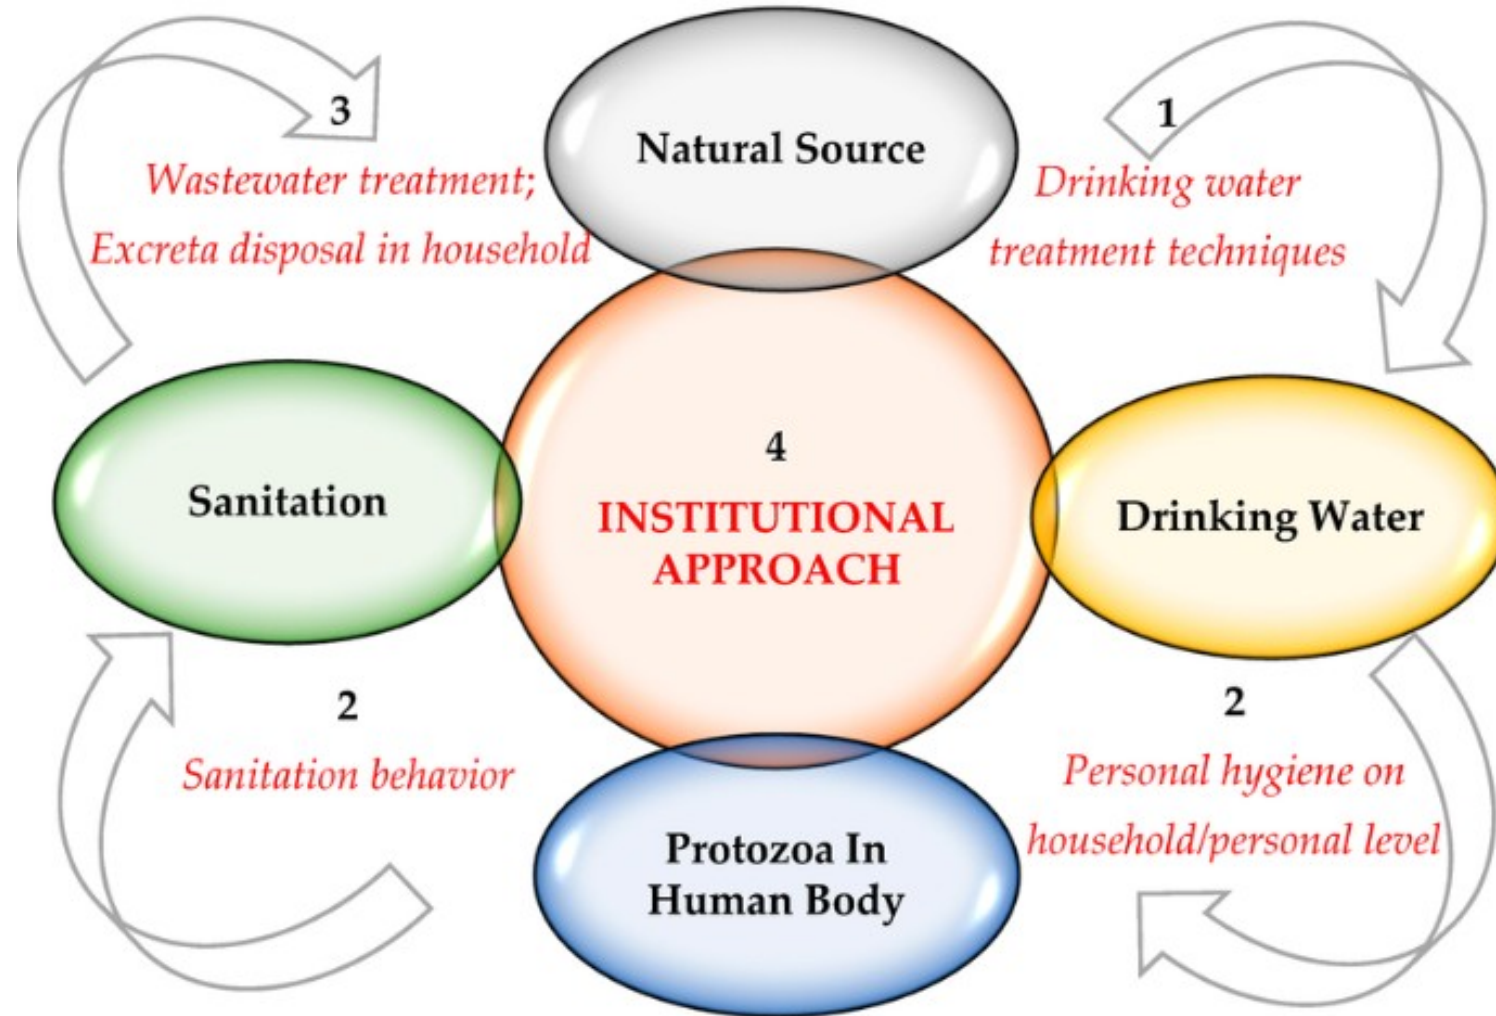 3
Wastewater treatment;
Excreta disposal in household
Natural Source
1
Drinking water
treatment techniques
Sanitation
4
INSTITUTIONAL
APPROACH
Drinking Water
2
Sanitation behavior
Protozoa In
Human Body
2
Personal hygiene on
household/personal level